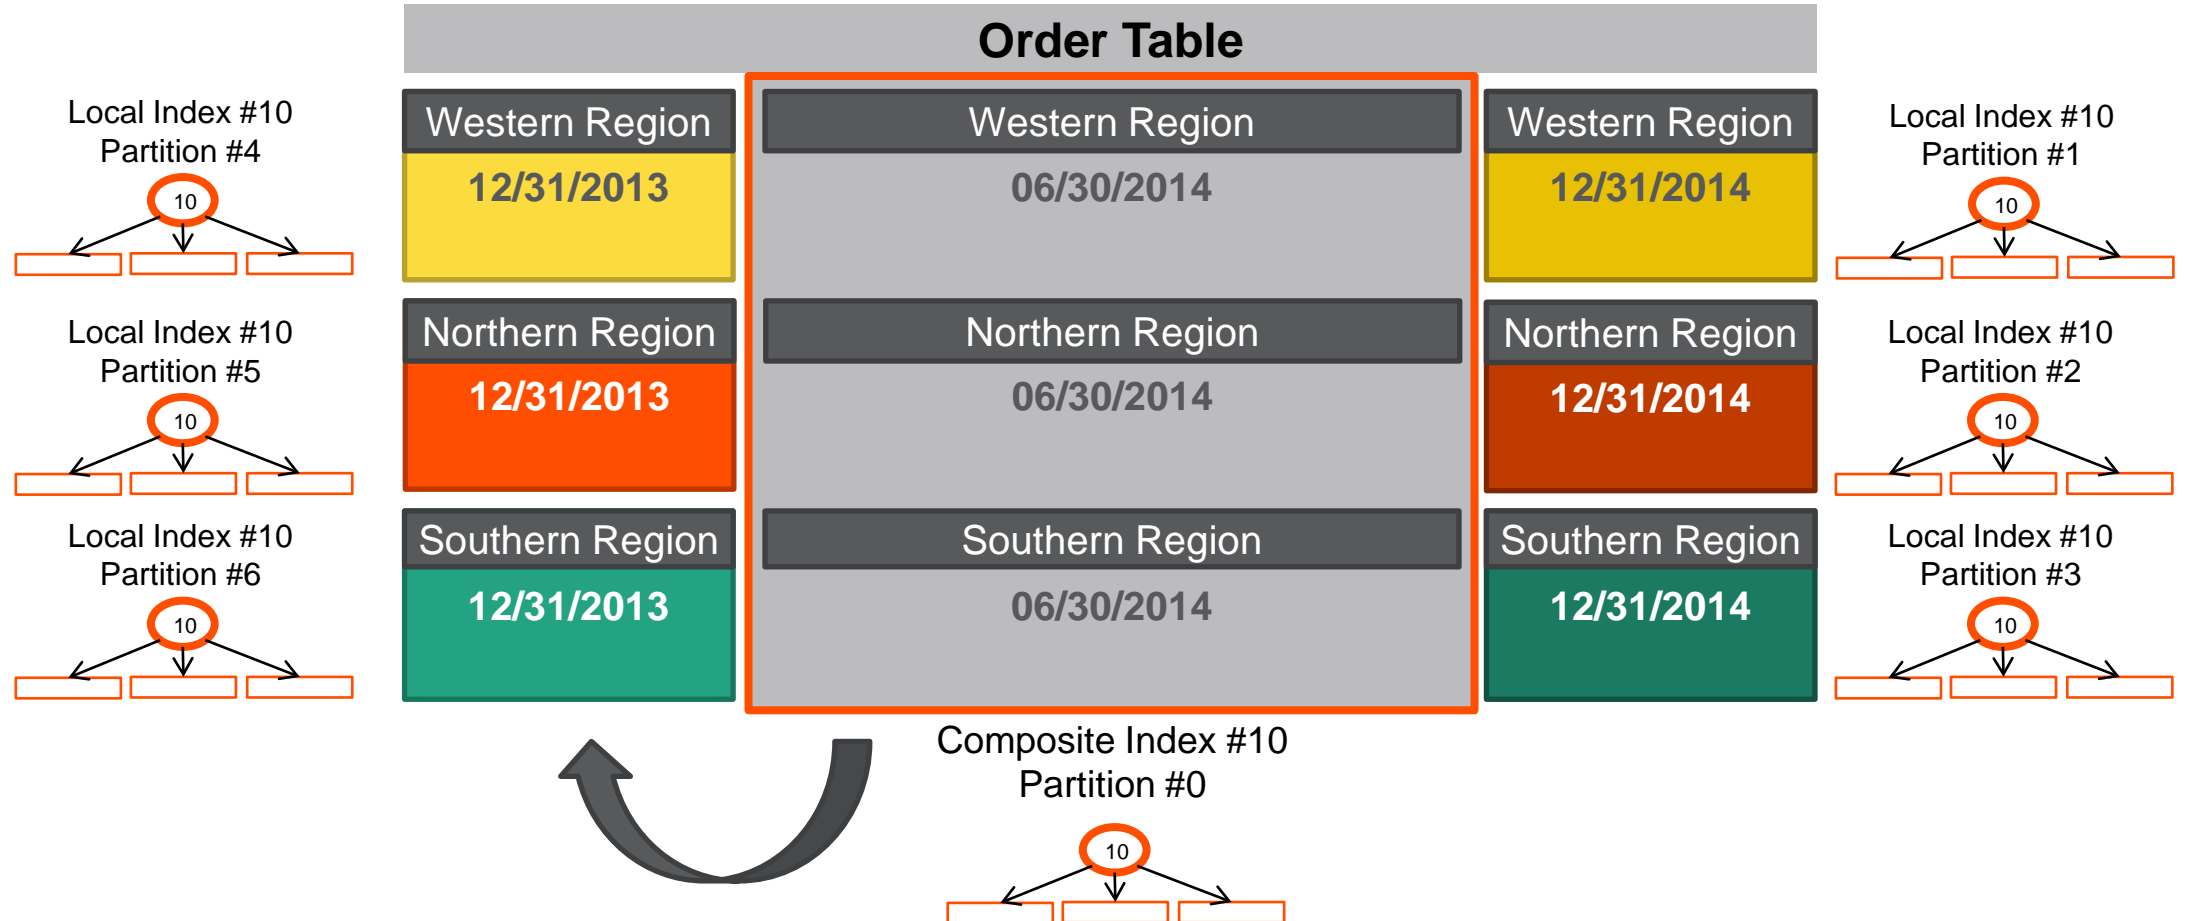 Order Table
Local Index #10
Partition #4
10
Western Region
12/31/2013
Western Region
06/30/2014
Western Region
12/31/2014
Local Index #10
Partition #1
10
Local Index #10
Partition #5
10
Northern Region
12/31/2013
Northern Region
06/30/2014
Northern Region
12/31/2014
Local Index #10
Partition #2
10
Local Index #10
Partition #6
10
Southern Region
12/31/2013
Southern Region
06/30/2014
Southern Region
12/31/2014
Local Index #10
Partition #3
10
Composite Index #10
Partition #0
10